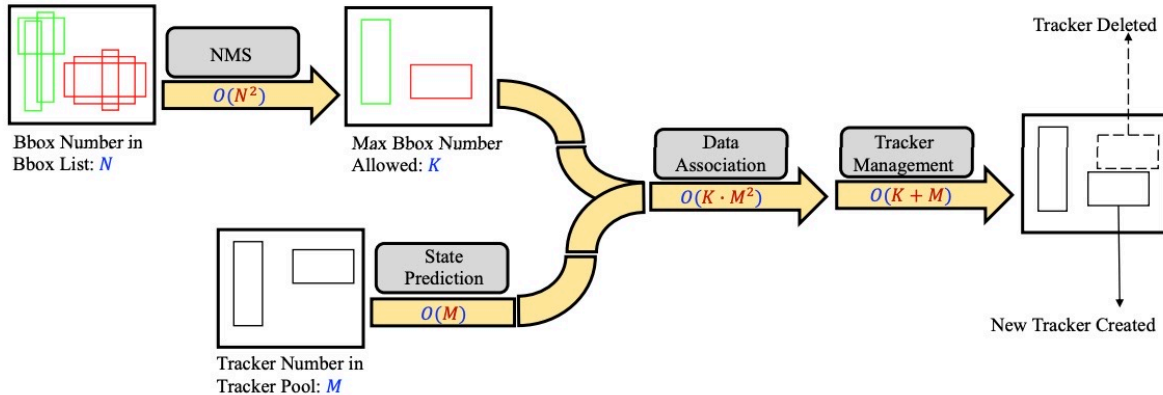 Tracker Deleted
NMS
O(N²)
Bbox Number in
Bbox List: N
Max Bbox Number
Allowed: K
Data
Association
O(K · M²)
Tracker
Management
O(K + M)
State
Prediction
O(M)
New Tracker Created
Tracker Number in
Tracker Pool: M